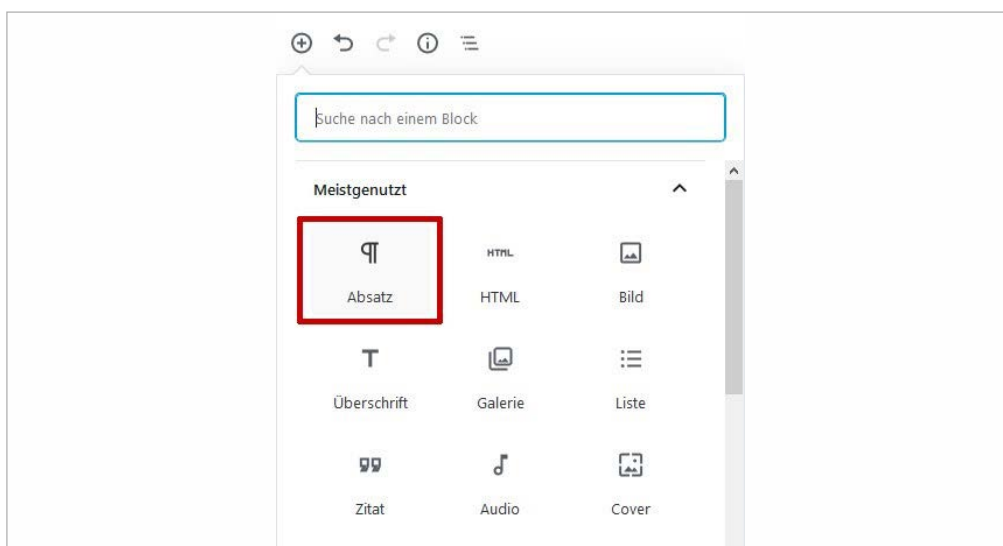 Suche nach einem Block
Meistgenutzt
HTML
Absatz HTML Bild
T
Überschrift Galerie Liste
Zitat Audio Cover